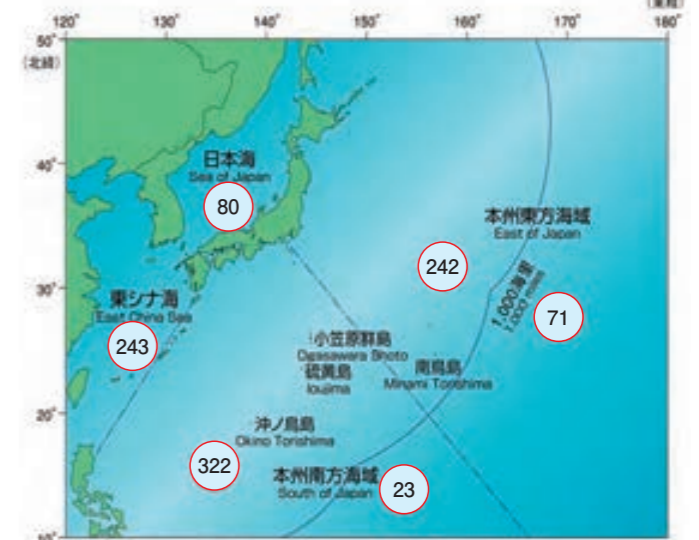 (東経)
120°
130°
140°
150°
160°
170°
180°
50°
(北緯)
40°
30°
20°
10°
日本海
Sea of Japan
80
本州東方海域
East of Japan
242
1,000海里
1,000 miles
71
東シナ海
East China Sea
243
小笠原群島
Ogasawara Shoto
硫黄島
Ioujima
南鳥島
Minami Torishima
沖ノ鳥島
Okino Torishima
322
本州南方海域
South of Japan
23